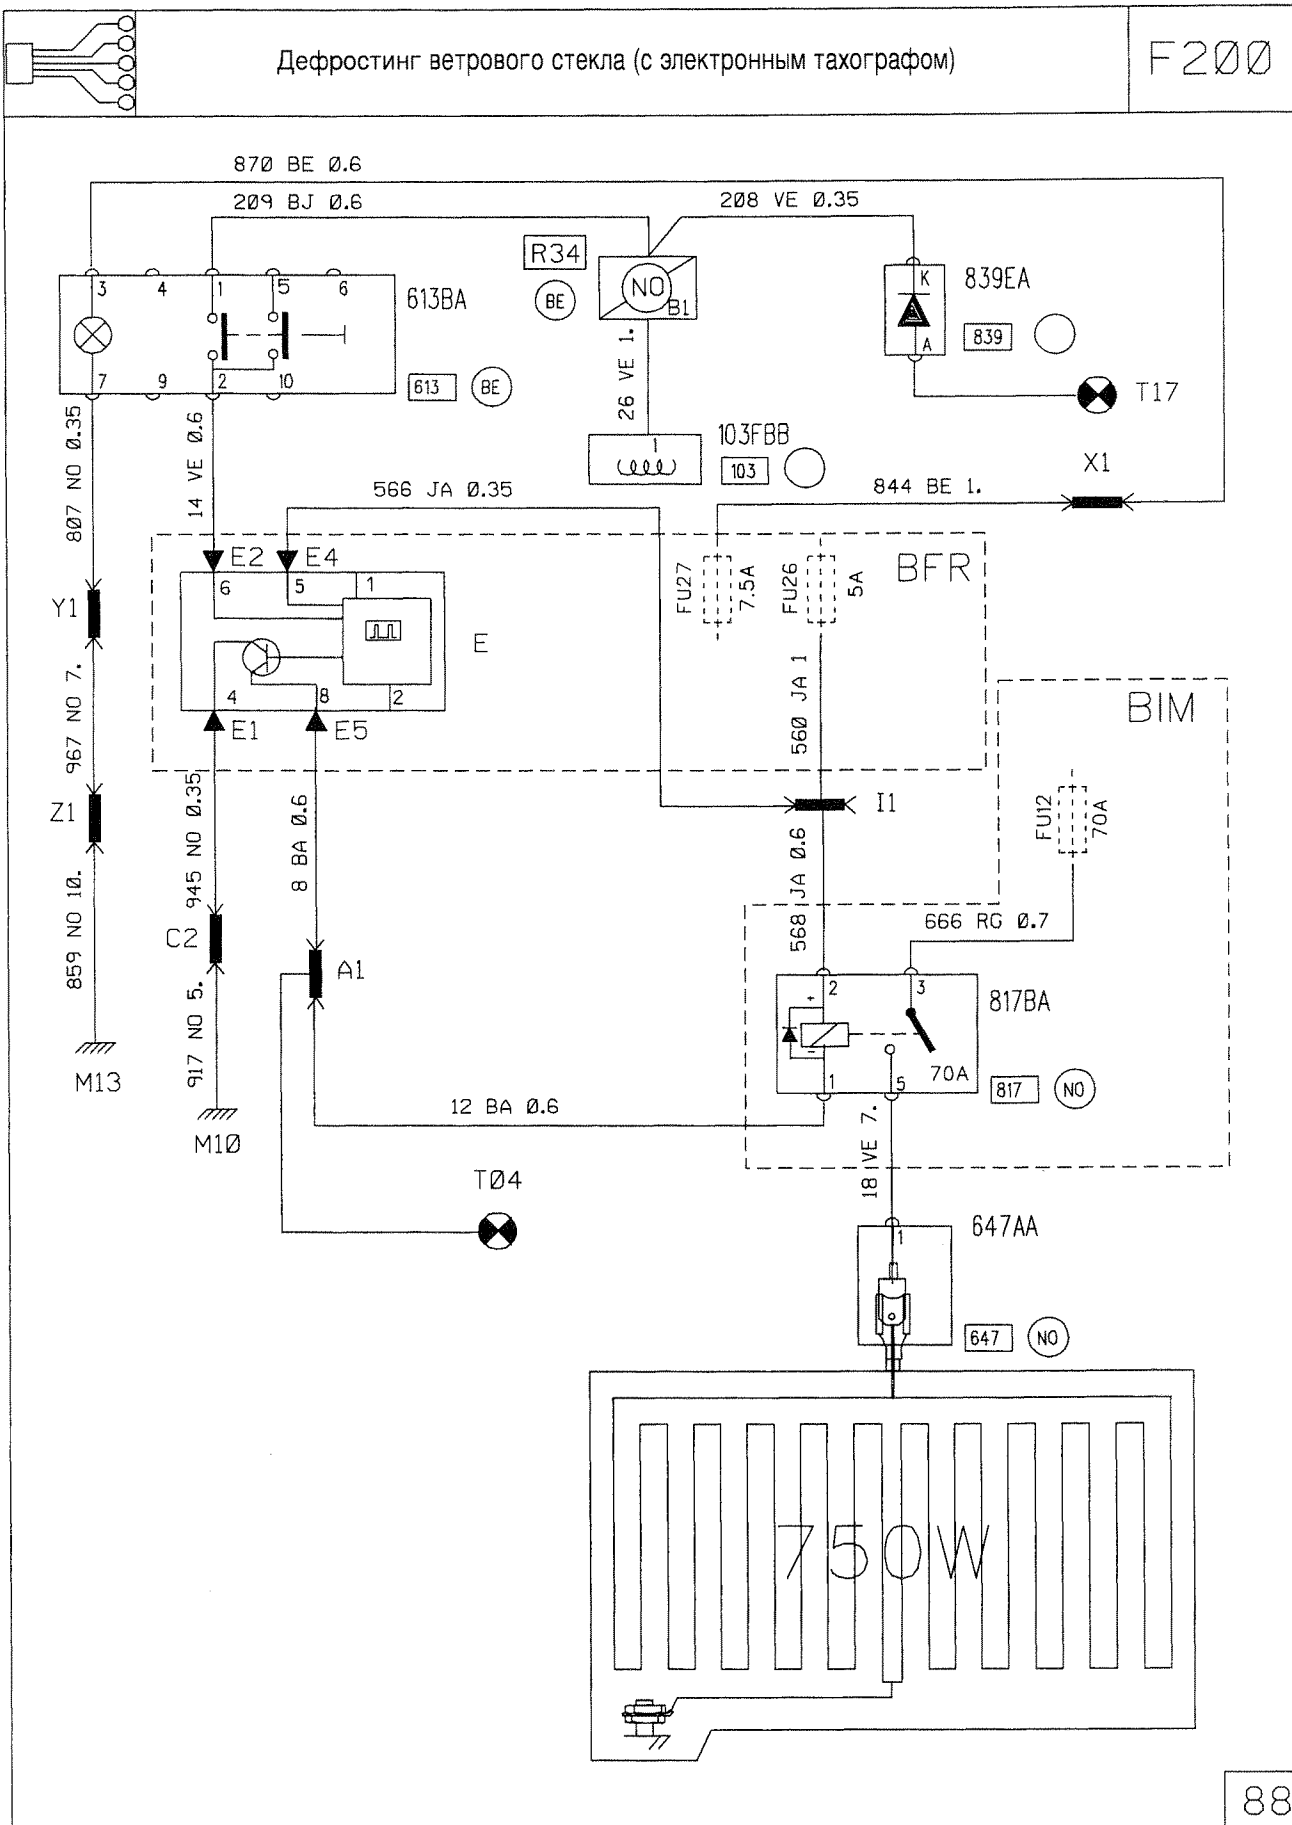 Дефростинг ветрового стекла (с электронным тахографом)
F200
870 BE 0.6
209 BJ 0.6
208 VE 0.35
R34
BE
NO
B1
K
A
839EA
839
T17
3 4 1 5 6
7 9 2 10
613BA
613
BE
26 VE 1.
1
103FBB
103
X1
844 BE 1.
807 NO 0.35
14 VE 0.6
566 JA 0.35
E2
E4
6 5 1
4 8 2
E
E1
E5
FU27
7.5A
FU26
5A
BFR
Y1
967 NO 7.
560 JA 1
BIM
Z1
945 NO 0.35
8 BA 0.6
I1
FU12
70A
859 NO 10.
C2
568 JA 0.6
666 RG 0.7
A1
917 NO 5.
2 3
+
-
1 5
70A
817BA
817
NO
M13
M10
12 BA 0.6
18 VE 7.
T04
1
647AA
647
NO
750W
88